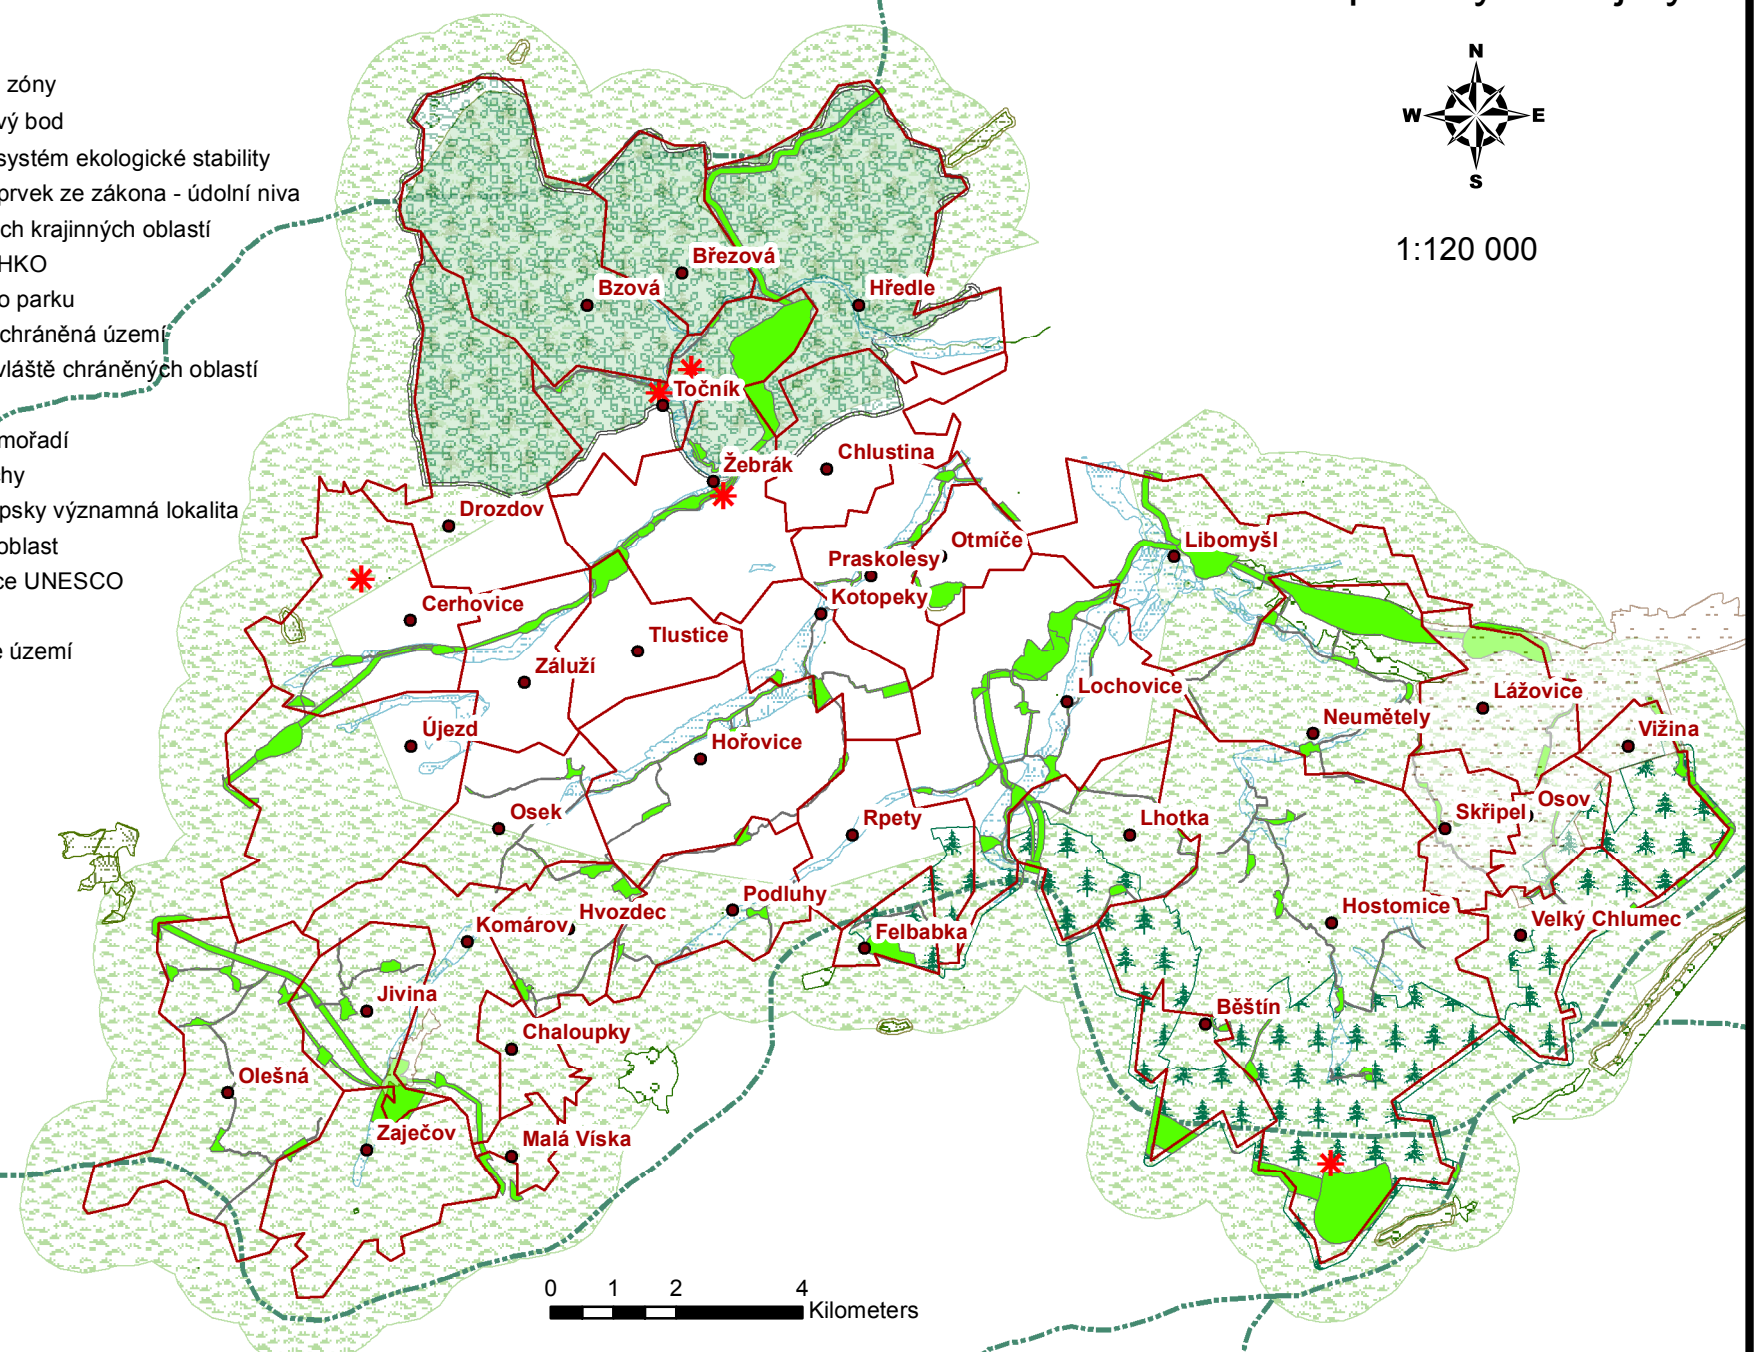 zóny
vý bod
systém ekologické stability
prvek ze zákona - údolní niva
ch krajinných oblastí
HKO
o parku
chráněná území
vláště chráněných oblastí
mořadí
chy
psky významná lokalita
oblast
ce UNESCO
e území
N
W E
S
1:120 000
Březová
Bzová
Hředle
Točník
Žebrák
Chlustina
Drozdov
Otmíče
Libomyšl
Praskolesy
Kotopeky
Cerhovice
Tlustice
Záluží
Lochovice
Lážovice
Neumětely
Vižina
Újezd
Hořovice
Osek
Rpety
Lhotka
Skřipel
Osov
Podluhy
Hvozdec
Komárov
Felbabka
Hostomice
Velký Chlumec
Jivina
Běštín
Chaloupky
Olešná
Zaječov
Malá Víska
0 1 2 4
Kilometers